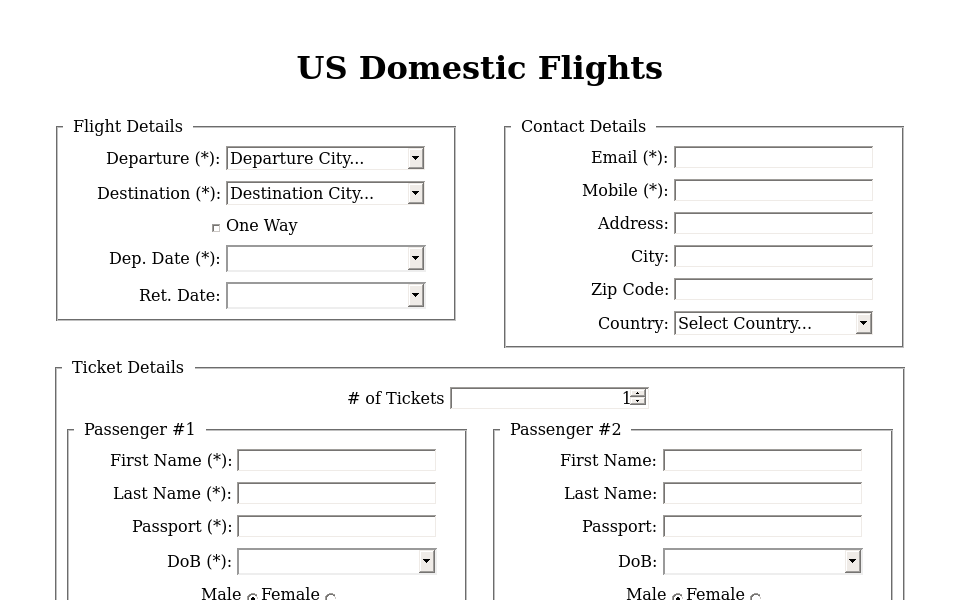 US Domestic Flights
Flight Details
Departure (*): Departure City...
Destination (*): Destination City...
One Way
Dep. Date (*):
Ret. Date:
Contact Details
Email (*):
Mobile (*):
Address:
City:
Zip Code:
Country: Select Country...
Ticket Details
# of Tickets 1
Passenger #1
First Name (*):
Last Name (*):
Passport (*):
DoB (*):
Male Female
Passenger #2
First Name:
Last Name:
Passport:
DoB:
Male Female